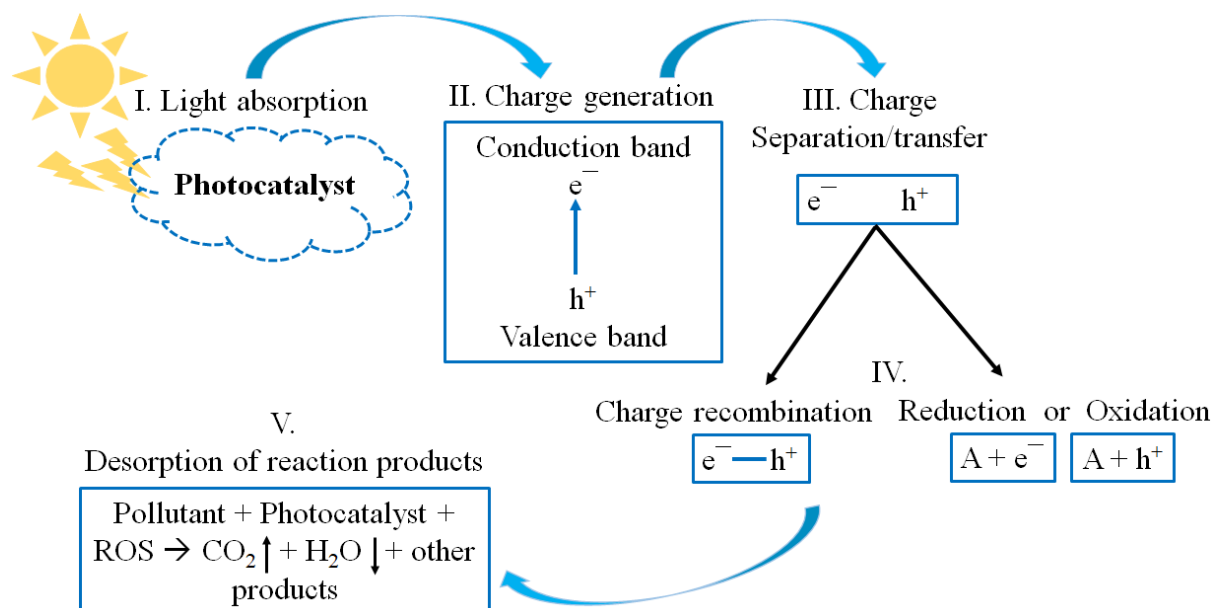 I. Light absorption
Photocatalyst
II. Charge generation
Conduction band
e⁻
h⁺
Valence band
III. Charge
Separation/transfer
e⁻ h⁺
IV.
Charge recombination
e⁻ h⁺
Reduction or Oxidation
A + e⁻ A + h⁺
V.
Desorption of reaction products
Pollutant + Photocatalyst +
ROS → CO₂↑ + H₂O↓ + other
products